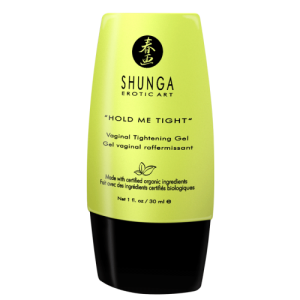 春画
SHUNGA
EROTIC ART
"HOLD ME TIGHT"
Vaginal Tightening Gel
Gel vaginal raffermissant
Made with certified organic ingredients
Fait avec des ingrédients certifiés biologiques
Net 1 fl. oz / 30 ml ℮